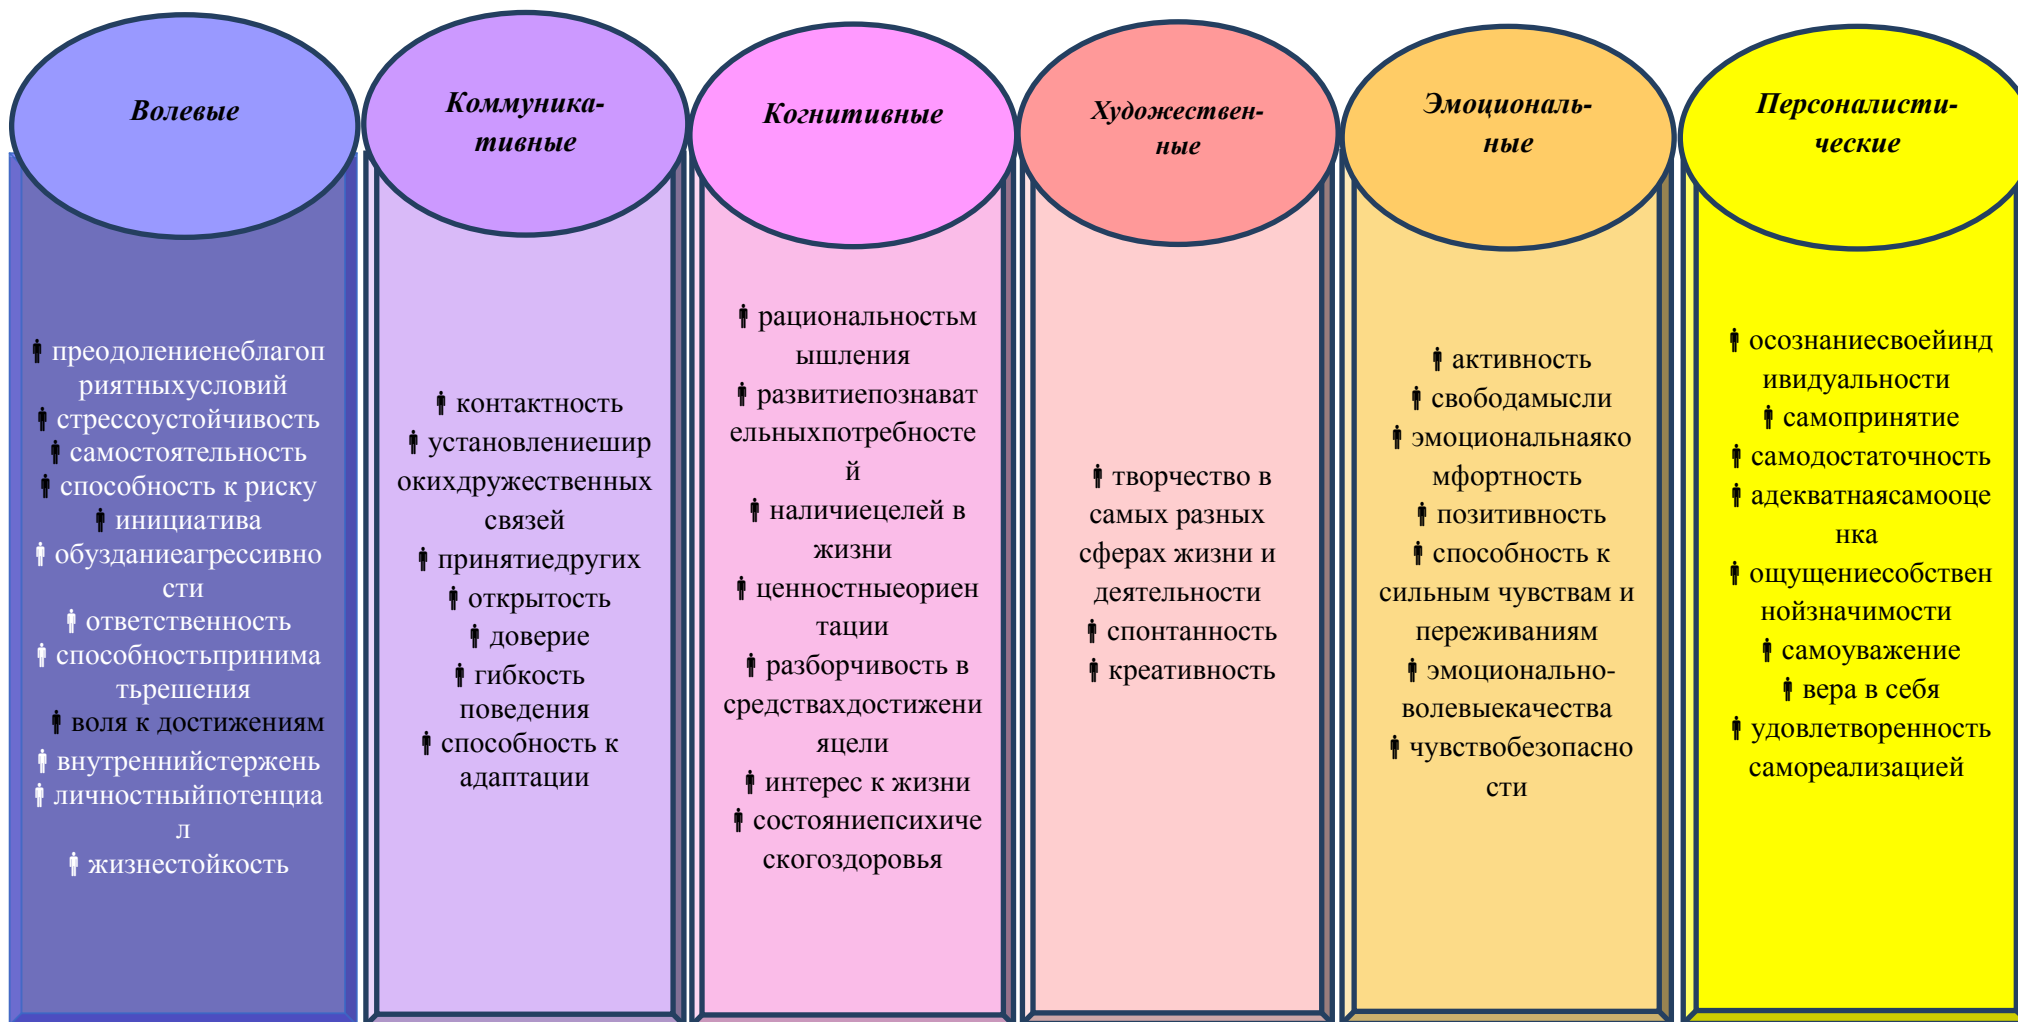 Волевые
преодолениенеблагоп
риятныхусловий
стрессоустойчивость
самостоятельность
способность к риску
инициатива
обузданиеагрессивно
сти
ответственность
способностьпринима
тьрешения
воля к достижениям
внутреннийстержень
личностныйпотенциа
л
жизнестойкость
Коммуника-
тивные
контактность
установлениешир
окихдружественных
связей
принятиедругих
открытость
доверие
гибкость
поведения
способность к
адаптации
Когнитивные
рациональностьм
ышления
развитиепознават
ельныхпотребносте
й
наличиецелей в
жизни
ценностныеориен
тации
разборчивость в
средствахдостижени
яцели
интерес к жизни
состояниепсихиче
скогоздоровья
Художествен-
ные
творчество в
самых разных
сферах жизни и
деятельности
спонтанность
креативность
Эмоциональ-
ные
активность
свободамысли
эмоциональнаяко
мфортность
позитивность
способность к
сильным чувствам и
переживаниям
эмоционально-
волевыекачества
чувствобезопасно
сти
Персоналисти-
ческие
осознаниесвоейинд
ивидуальности
самопринятие
самодостаточность
адекватнаясамооце
нка
ощущениесобствен
нойзначимости
самоуважение
вера в себя
удовлетворенность
самореализацией